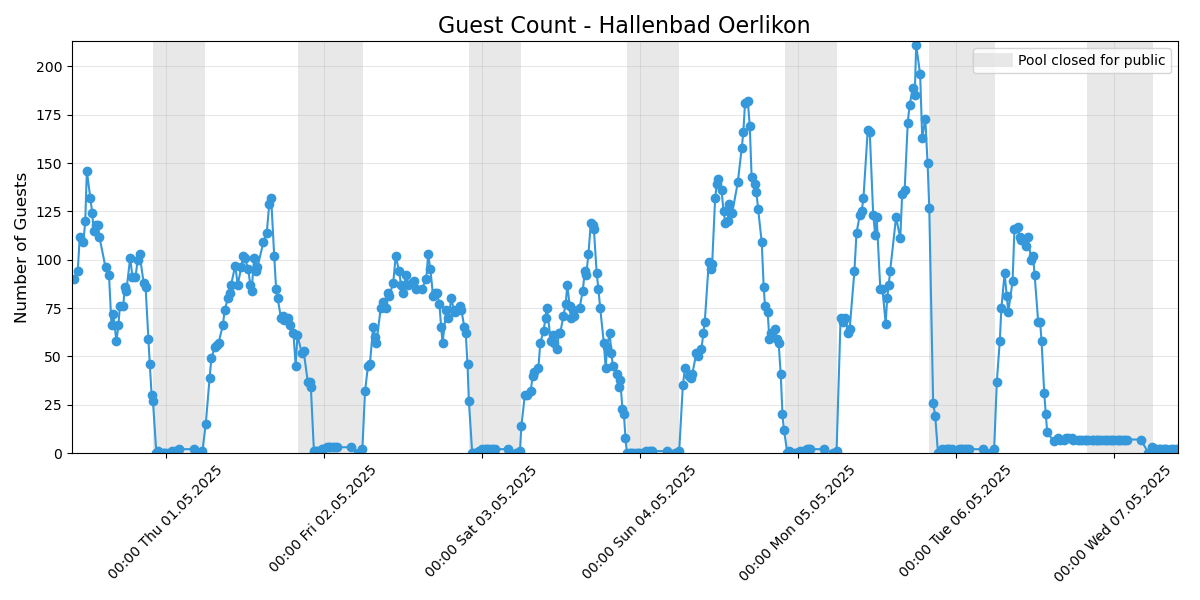 Guest Count - Hallenbad Oerlikon
Pool closed for public
Number of Guests
200
175
150
125
100
75
50
25
0
00:00 Thu 01.05.2025
00:00 Fri 02.05.2025
00:00 Sat 03.05.2025
00:00 Sun 04.05.2025
00:00 Mon 05.05.2025
00:00 Tue 06.05.2025
00:00 Wed 07.05.2025